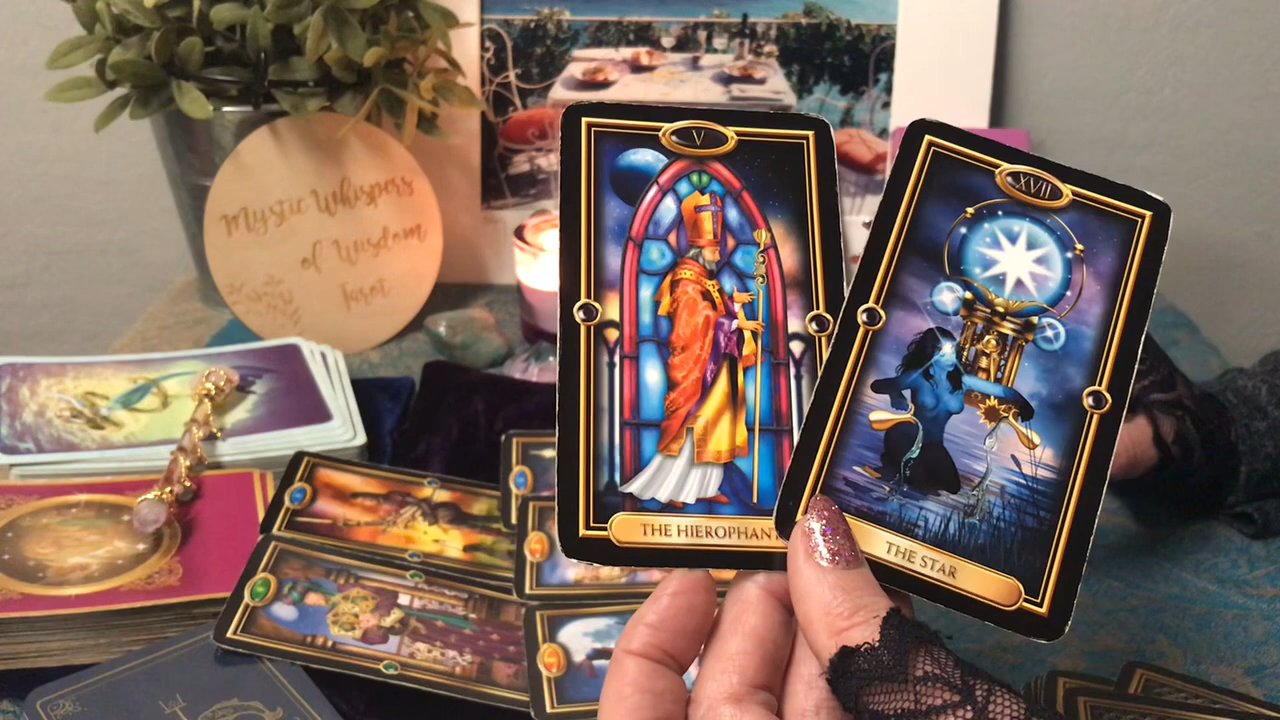 Mystic Whispers
of Wisdom
Tarot
V
THE HIEROPHANT
XVII
THE STAR